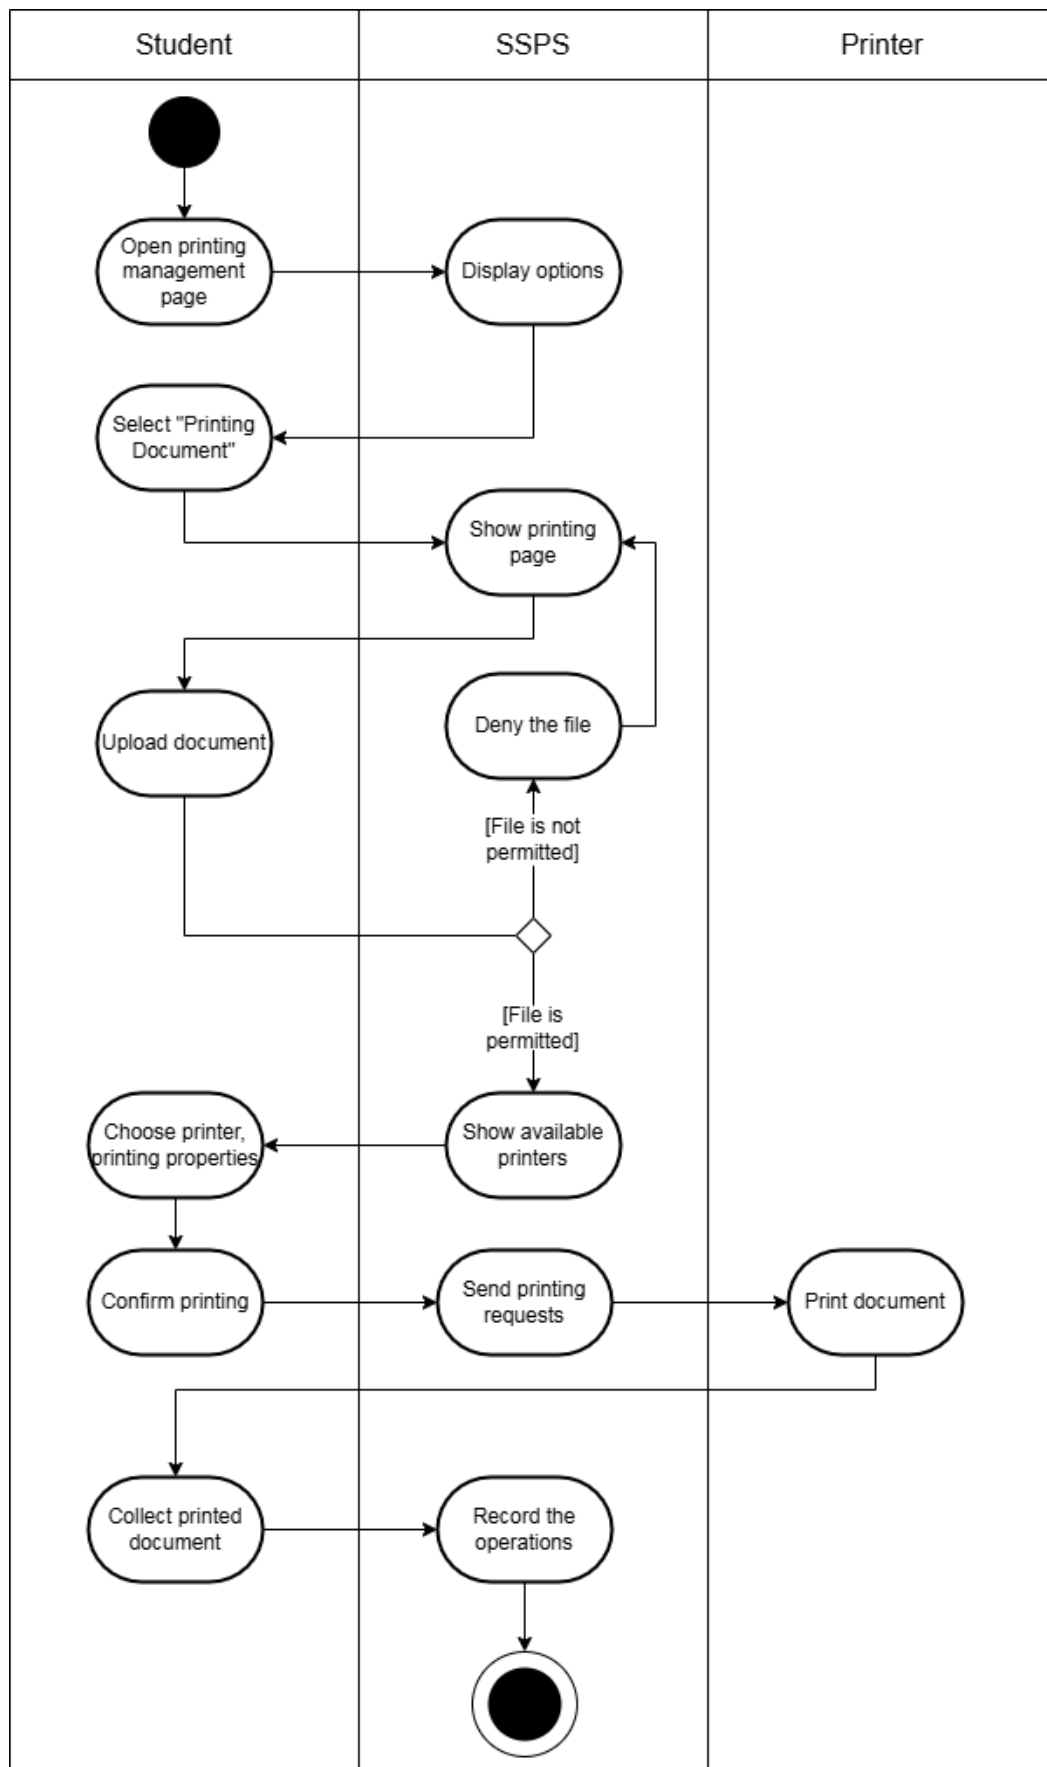 Student
SSPS
Printer
Open printing
management
page
Display options
Select "Printing
Document"
Show printing
page
Upload document
Deny the file
[File is not
permitted]
[File is
permitted]
Choose printer,
printing properties
Show available
printers
Confirm printing
Send printing
requests
Print document
Collect printed
document
Record the
operations